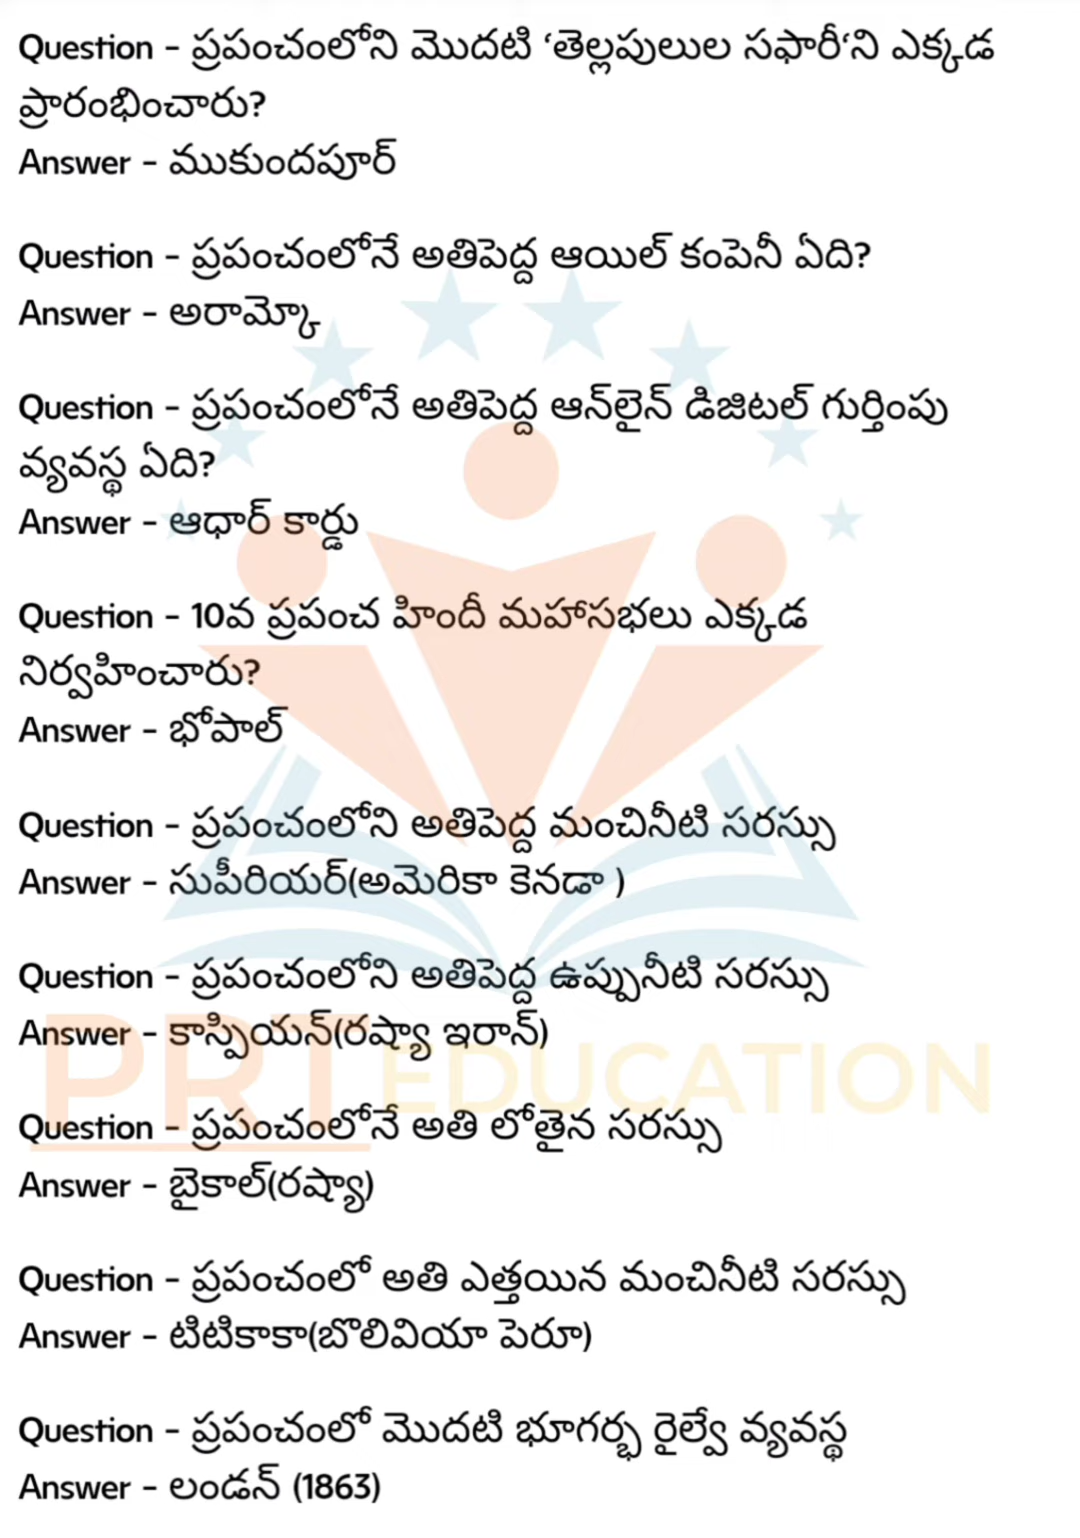 Question - ప్రపంచంలోని మొదటి ‘తెల్లపులుల సఫారీ‘ని ఎక్కడ
ప్రారంభించారు?
Answer - ముకుందపూర్
Question - ప్రపంచంలోనే అతిపెద్ద ఆయిల్ కంపెనీ ఏది?
Answer - అరామ్కో
Question - ప్రపంచంలోనే అతిపెద్ద ఆన్‌లైన్ డిజిటల్ గుర్తింపు
వ్యవస్థ ఏది?
Answer - ఆధార్ కార్డు
Question - 10వ ప్రపంచ హిందీ మహాసభలు ఎక్కడ
నిర్వహించారు?
Answer - భోపాల్
Question - ప్రపంచంలోని అతిపెద్ద మంచినీటి సరస్సు
Answer - సుపీరియర్(అమెరికా కెనడా )
Question - ప్రపంచంలోని అతిపెద్ద ఉప్పునీటి సరస్సు
Answer - కాస్పియన్(రష్యా ఇరాన్)
PRT EDUCATION
Question - ప్రపంచంలోనే అతి లోతైన సరస్సు
Answer - బైకాల్(రష్యా)
Question - ప్రపంచంలో అతి ఎత్తయిన మంచినీటి సరస్సు
Answer - టిటికాకా(బొలివియా పెరూ)
Question - ప్రపంచంలో మొదటి భూగర్భ రైల్వే వ్యవస్థ
Answer - లండన్ (1863)